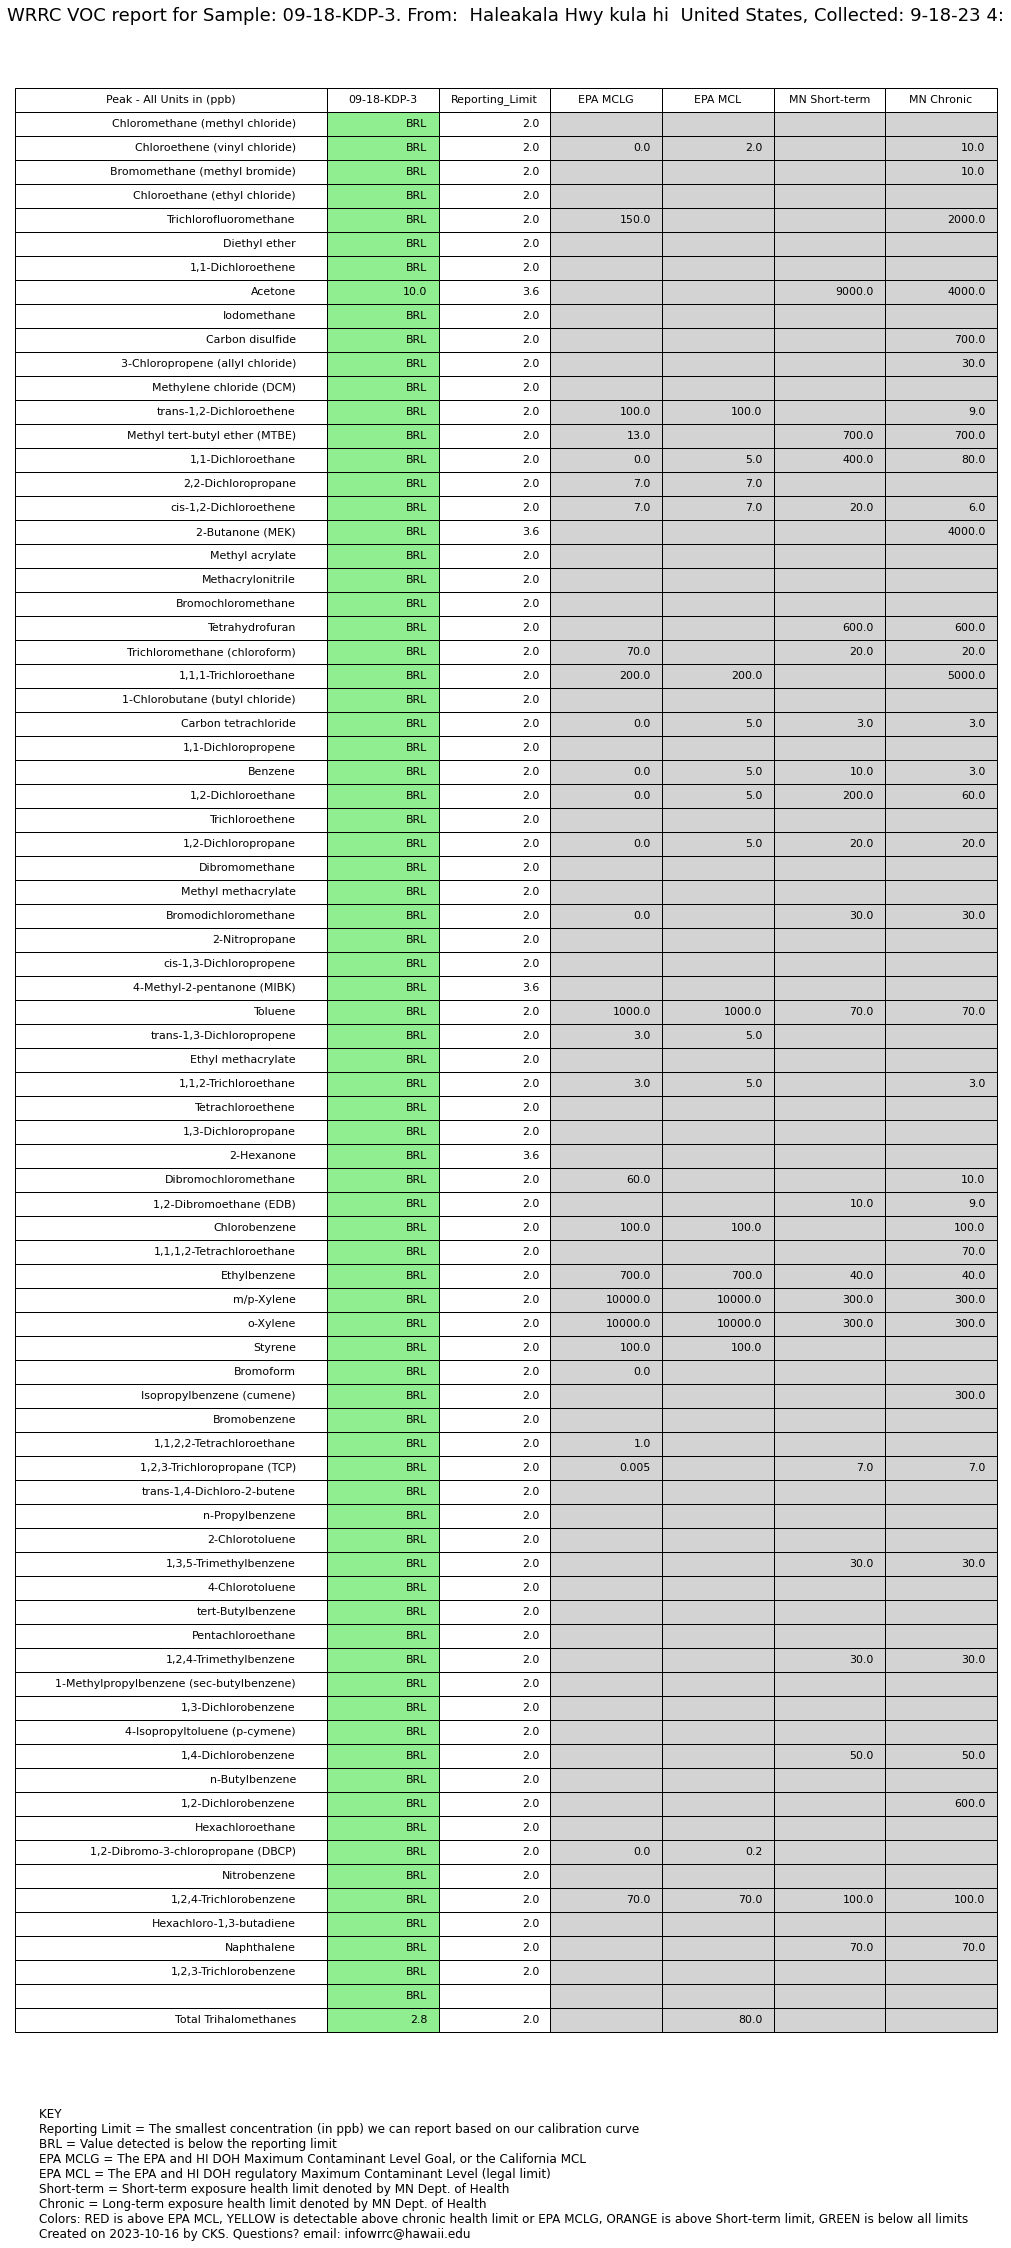 WRRC VOC report for Sample: 09-18-KDP-3. From:  Haleakala Hwy kula hi  United States, Collected: 9-18-23 4:
Peak - All Units in (ppb) 09-18-KDP-3 Reporting_Limit EPA MCLG EPA MCL MN Short-term MN Chronic
Chloromethane (methyl chloride) BRL 2.0
Chloroethene (vinyl chloride) BRL 2.0 0.0 2.0 10.0
Bromomethane (methyl bromide) BRL 2.0 10.0
Chloroethane (ethyl chloride) BRL 2.0
Trichlorofluoromethane BRL 2.0 150.0 2000.0
Diethyl ether BRL 2.0
1,1-Dichloroethene BRL 2.0
Acetone 10.0 3.6 9000.0 4000.0
Iodomethane BRL 2.0
Carbon disulfide BRL 2.0 700.0
3-Chloropropene (allyl chloride) BRL 2.0 30.0
Methylene chloride (DCM) BRL 2.0
trans-1,2-Dichloroethene BRL 2.0 100.0 100.0 9.0
Methyl tert-butyl ether (MTBE) BRL 2.0 13.0 700.0 700.0
1,1-Dichloroethane BRL 2.0 0.0 5.0 400.0 80.0
2,2-Dichloropropane BRL 2.0 7.0 7.0
cis-1,2-Dichloroethene BRL 2.0 7.0 7.0 20.0 6.0
2-Butanone (MEK) BRL 3.6 4000.0
Methyl acrylate BRL 2.0
Methacrylonitrile BRL 2.0
Bromochloromethane BRL 2.0
Tetrahydrofuran BRL 2.0 600.0 600.0
Trichloromethane (chloroform) BRL 2.0 70.0 20.0 20.0
1,1,1-Trichloroethane BRL 2.0 200.0 200.0 5000.0
1-Chlorobutane (butyl chloride) BRL 2.0
Carbon tetrachloride BRL 2.0 0.0 5.0 3.0 3.0
1,1-Dichloropropene BRL 2.0
Benzene BRL 2.0 0.0 5.0 10.0 3.0
1,2-Dichloroethane BRL 2.0 0.0 5.0 200.0 60.0
Trichloroethene BRL 2.0
1,2-Dichloropropane BRL 2.0 0.0 5.0 20.0 20.0
Dibromomethane BRL 2.0
Methyl methacrylate BRL 2.0
Bromodichloromethane BRL 2.0 0.0 30.0 30.0
2-Nitropropane BRL 2.0
cis-1,3-Dichloropropene BRL 2.0
4-Methyl-2-pentanone (MIBK) BRL 3.6
Toluene BRL 2.0 1000.0 1000.0 70.0 70.0
trans-1,3-Dichloropropene BRL 2.0 3.0 5.0
Ethyl methacrylate BRL 2.0
1,1,2-Trichloroethane BRL 2.0 3.0 5.0 3.0
Tetrachloroethene BRL 2.0
1,3-Dichloropropane BRL 2.0
2-Hexanone BRL 3.6
Dibromochloromethane BRL 2.0 60.0 10.0
1,2-Dibromoethane (EDB) BRL 2.0 10.0 9.0
Chlorobenzene BRL 2.0 100.0 100.0 100.0
1,1,1,2-Tetrachloroethane BRL 2.0 70.0
Ethylbenzene BRL 2.0 700.0 700.0 40.0 40.0
m/p-Xylene BRL 2.0 10000.0 10000.0 300.0 300.0
o-Xylene BRL 2.0 10000.0 10000.0 300.0 300.0
Styrene BRL 2.0 100.0 100.0
Bromoform BRL 2.0 0.0
Isopropylbenzene (cumene) BRL 2.0 300.0
Bromobenzene BRL 2.0
1,1,2,2-Tetrachloroethane BRL 2.0 1.0
1,2,3-Trichloropropane (TCP) BRL 2.0 0.005 7.0 7.0
trans-1,4-Dichloro-2-butene BRL 2.0
n-Propylbenzene BRL 2.0
2-Chlorotoluene BRL 2.0
1,3,5-Trimethylbenzene BRL 2.0 30.0 30.0
4-Chlorotoluene BRL 2.0
tert-Butylbenzene BRL 2.0
Pentachloroethane BRL 2.0
1,2,4-Trimethylbenzene BRL 2.0 30.0 30.0
1-Methylpropylbenzene (sec-butylbenzene) BRL 2.0
1,3-Dichlorobenzene BRL 2.0
4-Isopropyltoluene (p-cymene) BRL 2.0
1,4-Dichlorobenzene BRL 2.0 50.0 50.0
n-Butylbenzene BRL 2.0
1,2-Dichlorobenzene BRL 2.0 600.0
Hexachloroethane BRL 2.0
1,2-Dibromo-3-chloropropane (DBCP) BRL 2.0 0.0 0.2
Nitrobenzene BRL 2.0
1,2,4-Trichlorobenzene BRL 2.0 70.0 70.0 100.0 100.0
Hexachloro-1,3-butadiene BRL 2.0
Naphthalene BRL 2.0 70.0 70.0
1,2,3-Trichlorobenzene BRL 2.0
BRL
Total Trihalomethanes 2.8 2.0 80.0
KEY
Reporting Limit = The smallest concentration (in ppb) we can report based on our calibration curve
BRL = Value detected is below the reporting limit
EPA MCLG = The EPA and HI DOH Maximum Contaminant Level Goal, or the California MCL
EPA MCL = The EPA and HI DOH regulatory Maximum Contaminant Level (legal limit)
Short-term = Short-term exposure health limit denoted by MN Dept. of Health
Chronic = Long-term exposure health limit denoted by MN Dept. of Health
Colors: RED is above EPA MCL, YELLOW is detectable above chronic health limit or EPA MCLG, ORANGE is above Short-term limit, GREEN is below all limits
Created on 2023-10-16 by CKS. Questions? email: infowrrc@hawaii.edu